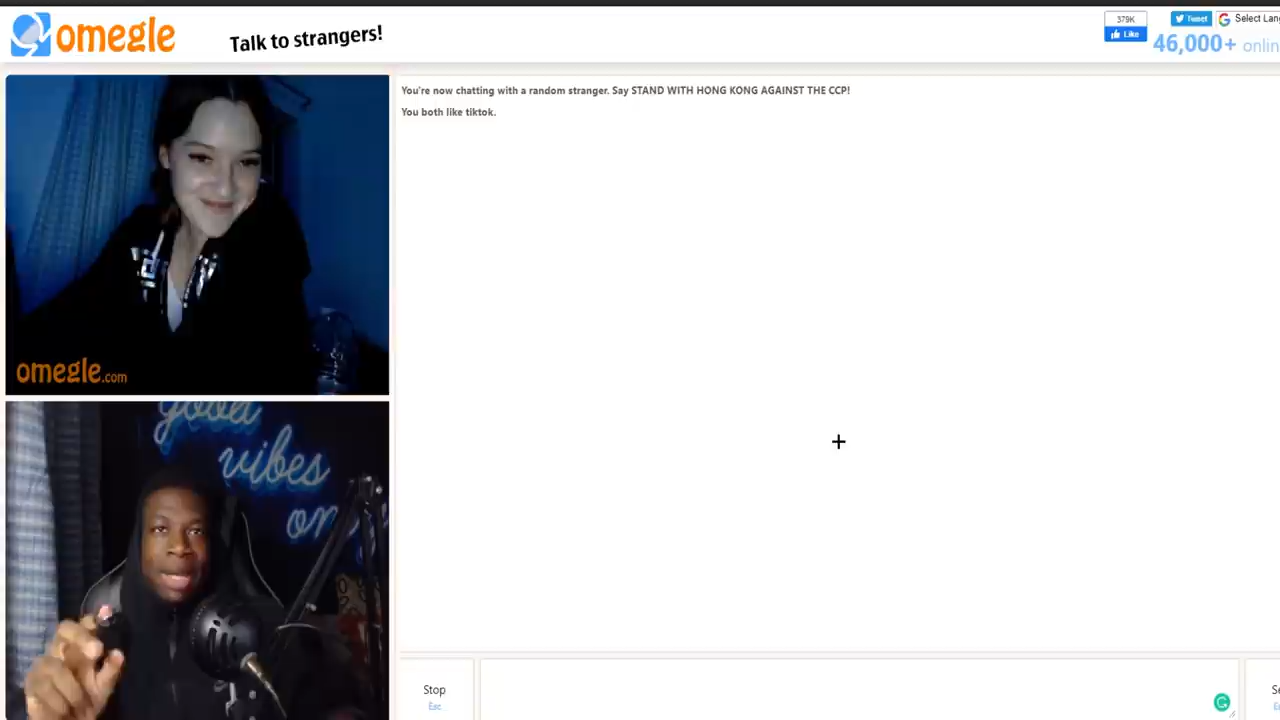 omegle
Talk to strangers!
379K
Like
Tweet
Select Lang
46,000+ onlin
You're now chatting with a random stranger. Say STAND WITH HONG KONG AGAINST THE CCP!
You both like tiktok.
omegle.com
good
vibes
on
Stop
Esc
Se